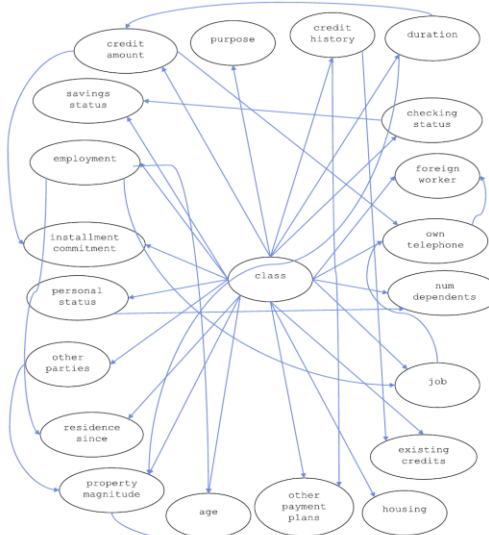 credit
amount
purpose
credit
history
duration
savings
status
checking
status
employment
foreign
worker
installment
commitment
own
telephone
class
personal
status
num
dependents
other
parties
job
residence
since
existing
credits
property
magnitude
age
other
payment
plans
housing